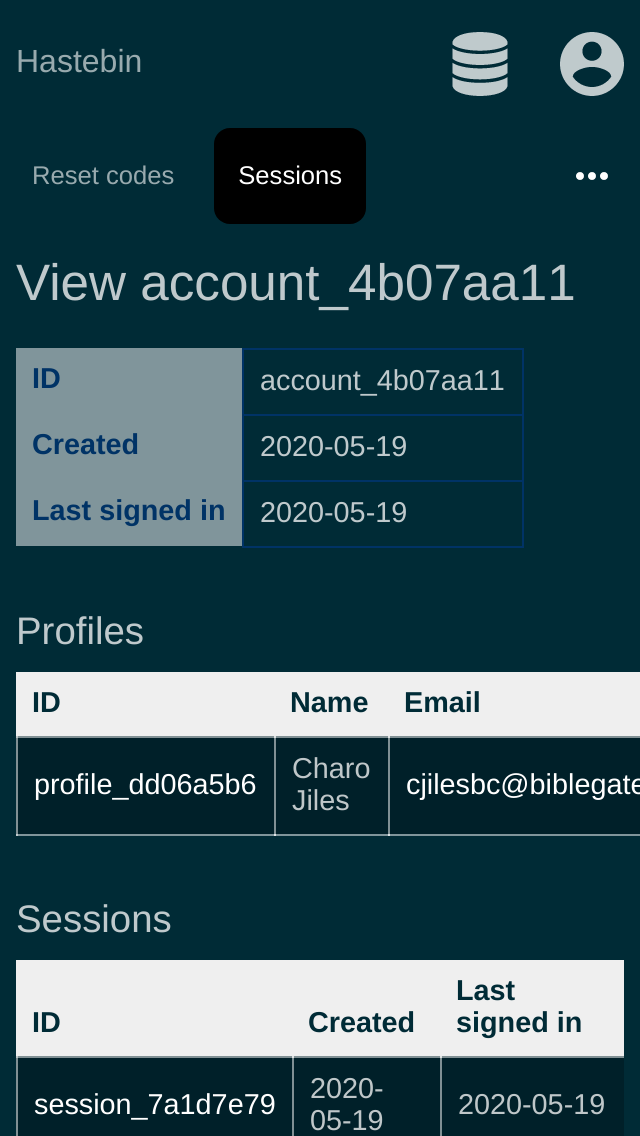 Hastebin
Reset codes Sessions
View account_4b07aa11
ID account_4b07aa11
Created 2020-05-19
Last signed in 2020-05-19
Profiles
ID Name Email
profile_dd06a5b6 Charo Jiles cjilesbc@biblegate
Sessions
ID Created Last signed in
session_7a1d7e79 2020-05-19 2020-05-19